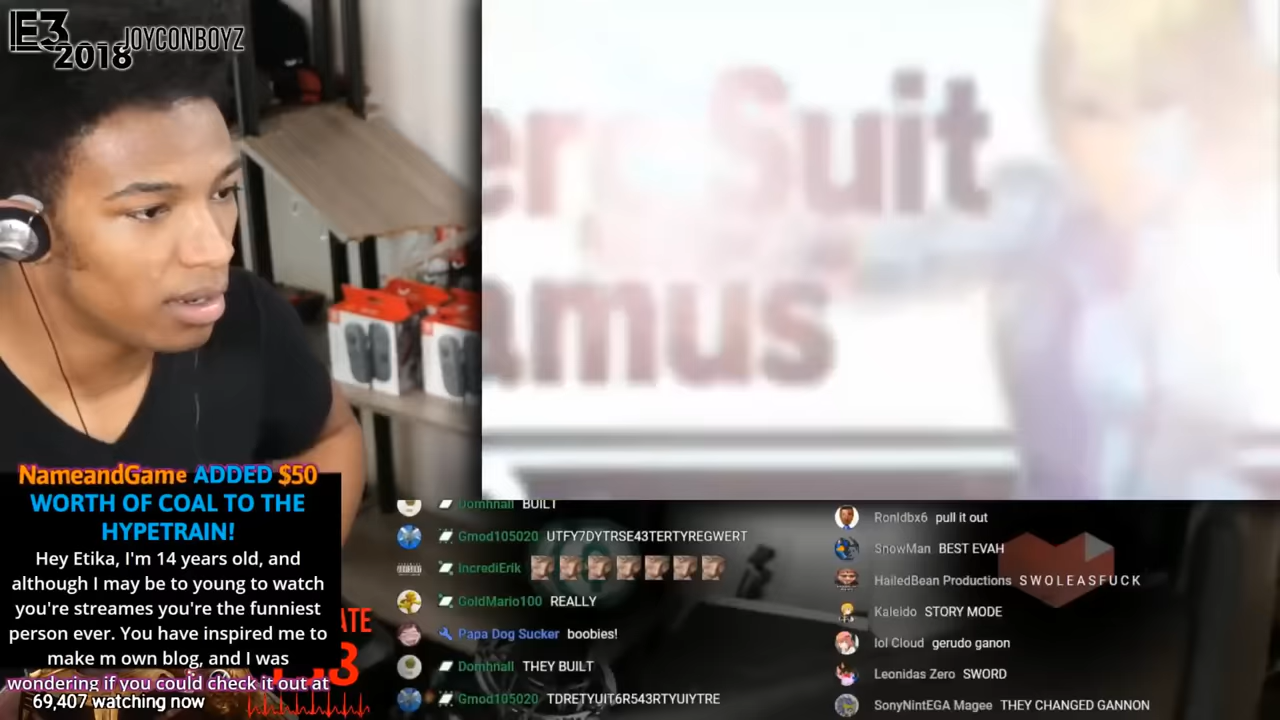 E3
2018
JOYCONBOYZ
Suit
amus
NameandGame ADDED $50
WORTH OF COAL TO THE
HYPETRAIN!
Hey Etika, I'm 14 years old, and
although I may be to young to watch
you're streames you're the funniest
person ever. You have inspired me to
make m own blog, and I was
wondering if you could check it out at
69,407 watching now
Domhnall BUILT
Gmod105020 UTFY7DYTRSE43TERTYREGWERT
IncrediErik
GoldMario100 REALLY
Papa Dog Sucker boobies!
Domhnall THEY BUILT
Gmod105020 TDRETYUIT6R543RTYUIYTRE
Ronldbx6 pull it out
SnowMan BEST EVAH
HailedBean Productions S W O L E A S F U C K
Kaleido STORY MODE
lol Cloud gerudo ganon
Leonidas Zero SWORD
SonyNintEGA Magee THEY CHANGED GANNON